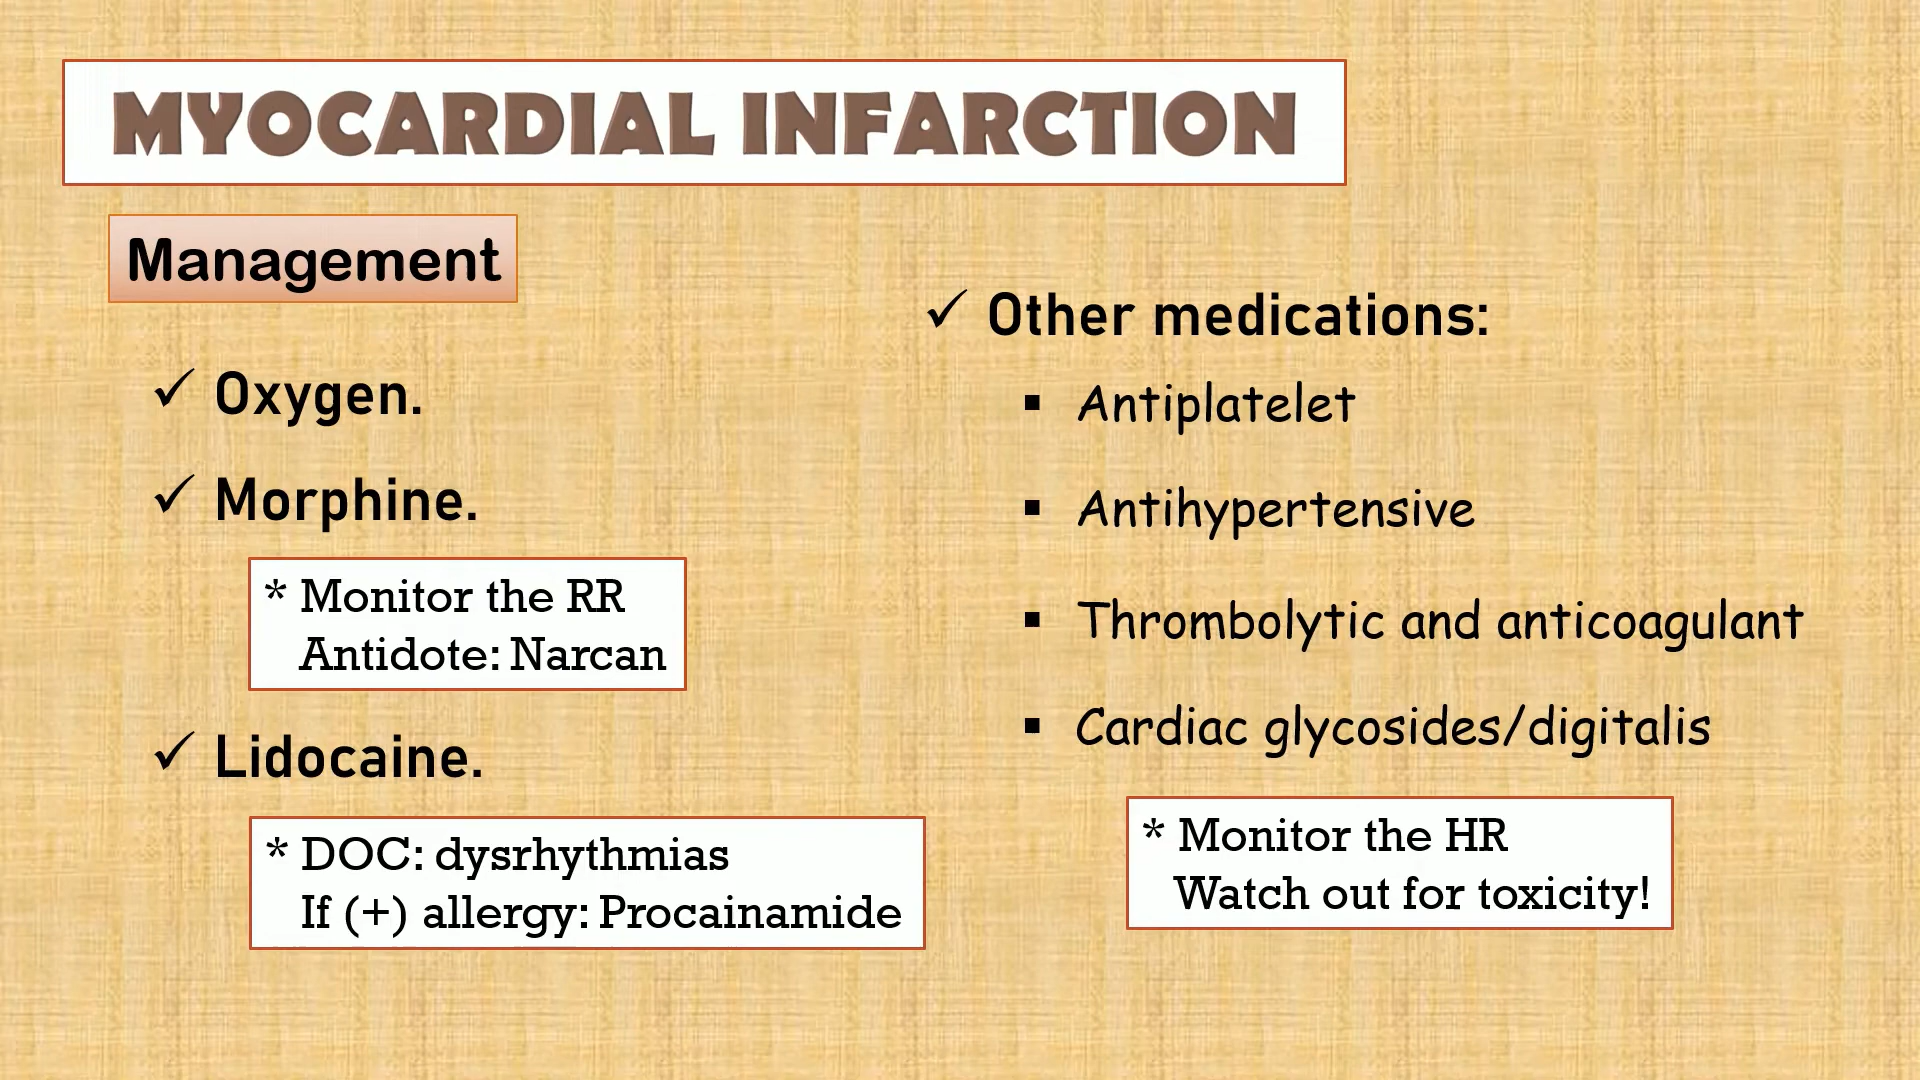 MYOCARDIAL INFARCTION
Management
✓ Oxygen.
✓ Morphine.
* Monitor the RR
Antidote: Narcan
✓ Lidocaine.
* DOC: dysrhythmias
If (+) allergy: Procainamide
✓ Other medications:
▪ Antiplatelet
▪ Antihypertensive
▪ Thrombolytic and anticoagulant
▪ Cardiac glycosides/digitalis
* Monitor the HR
Watch out for toxicity!